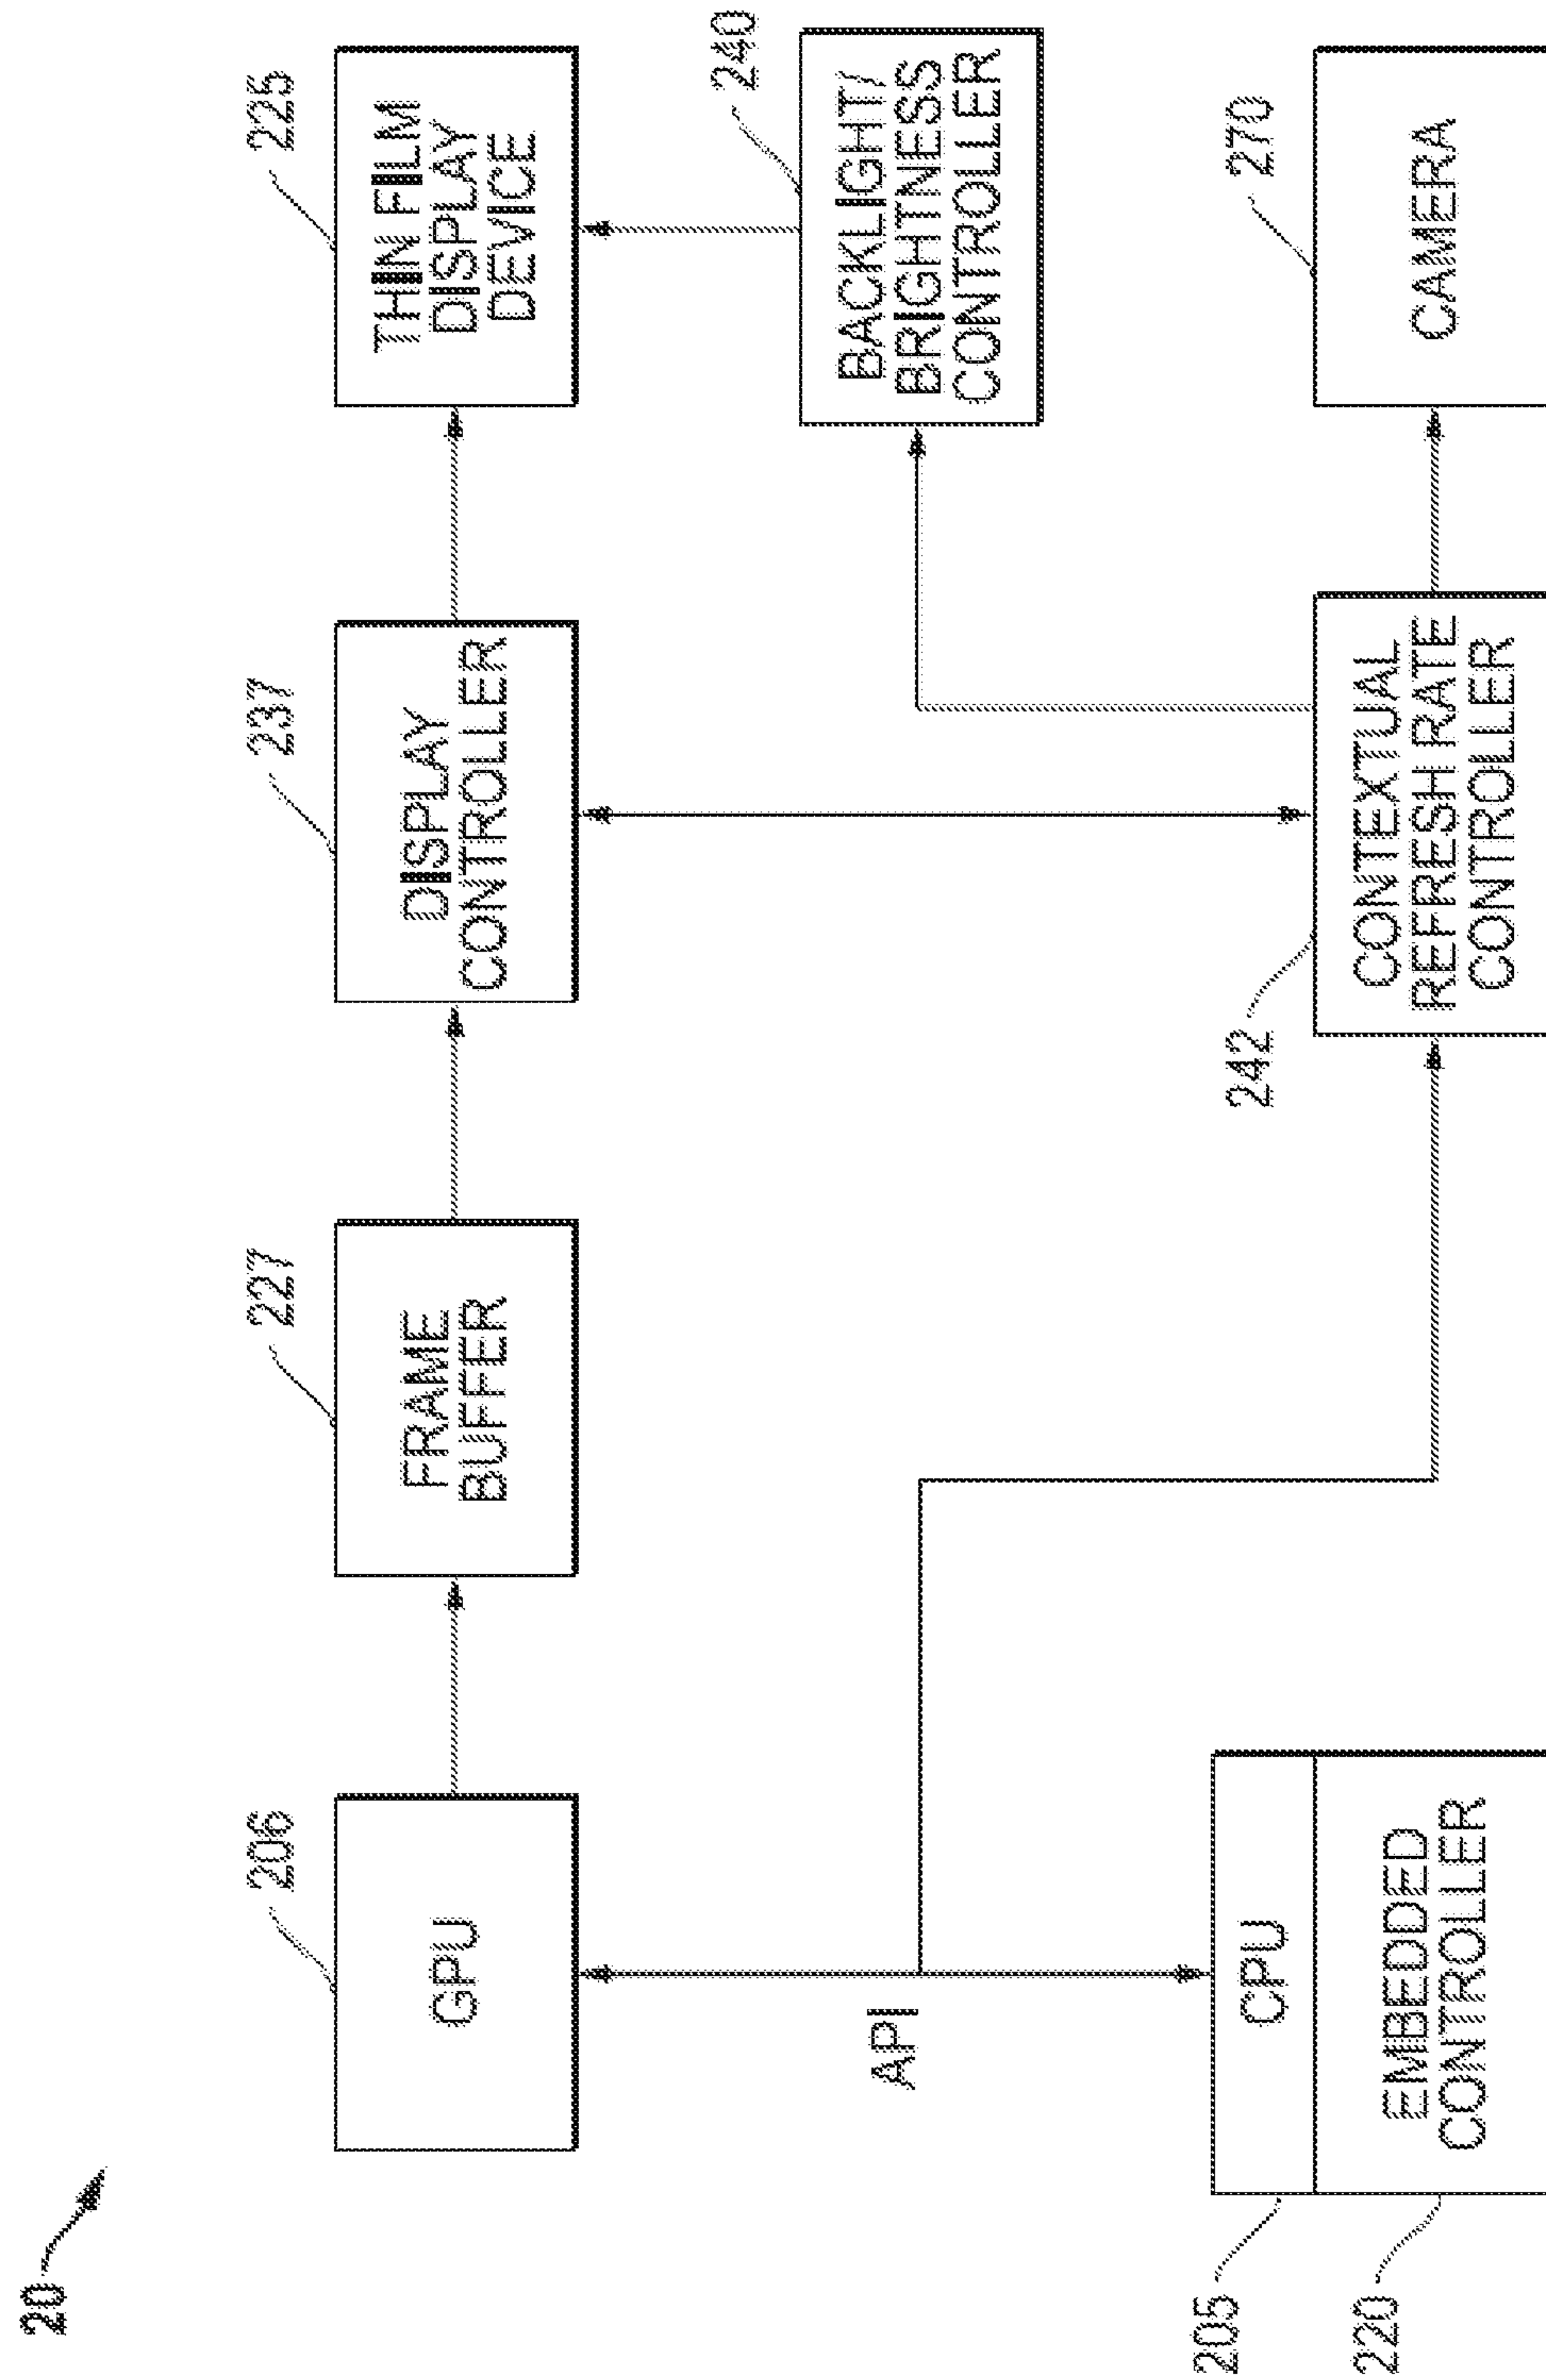 20
206
GPU
227
FRAME
BUFFER
237
DISPLAY
CONTROLLER
225
THIN FILM
DISPLAY
DEVICE
API
240
BACKLIGHT/
BRIGHTNESS
CONTROLLER
205
CPU
220
EMBEDDED
CONTROLLER
242
CONTEXTUAL
REFRESH RATE
CONTROLLER
270
CAMERA